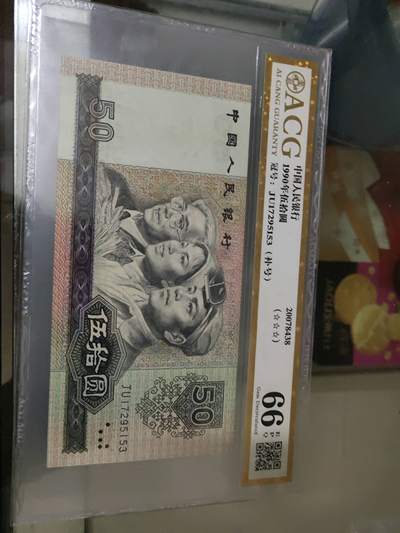 ACG
AI CANG GUARANTY
中国人民银行
1990年伍拾圆
冠号: JU17295153 (补号)
20078438
(☆☆☆)
66 EPQ
Gem Uncirculated
50
中国人民银行
伍拾圆
JU17295153
50